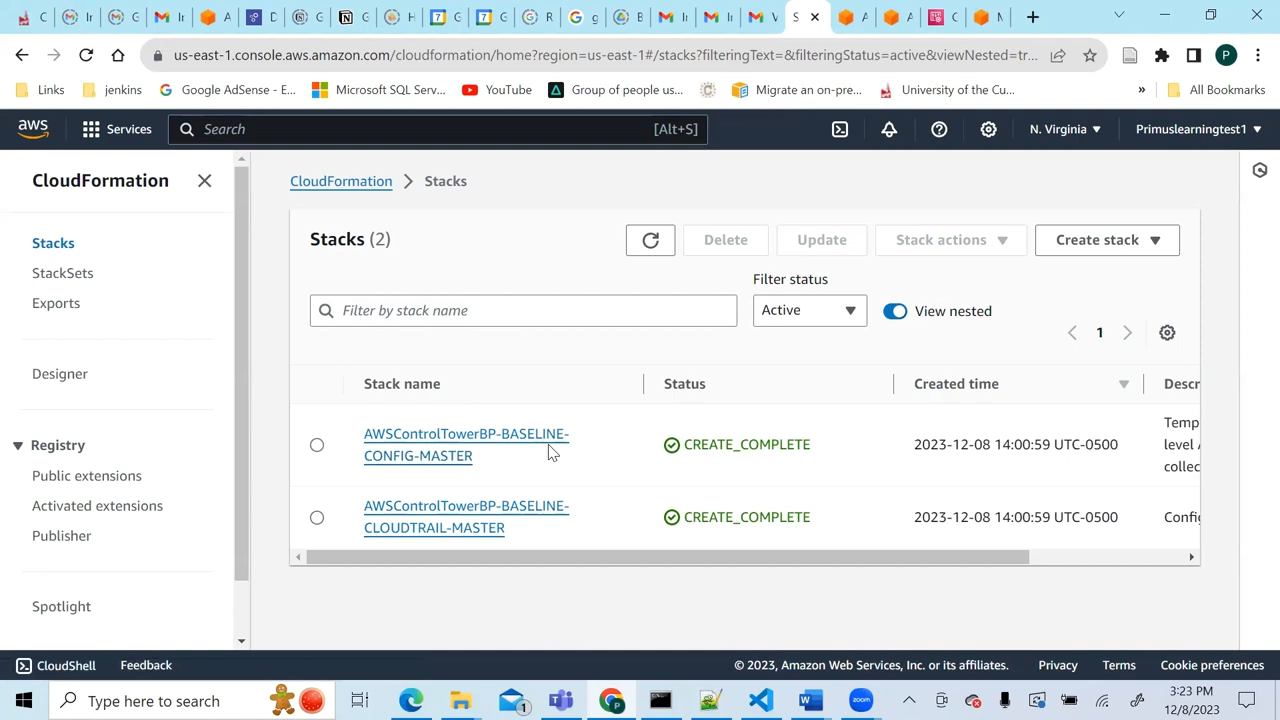 us-east-1.console.aws.amazon.com/cloudformation/home?region=us-east-1#/stacks?filteringText=&filteringStatus=active&viewNested=tr...
Links
jenkins
Google AdSense - E...
Microsoft SQL Serv...
YouTube
Group of people us...
Migrate an on-pre...
University of the Cu...
»
All Bookmarks
aws
Services
Search
[Alt+S]
N. Virginia
Primuslearningtest1
CloudFormation
Stacks
StackSets
Exports
Designer
Registry
Public extensions
Activated extensions
Publisher
Spotlight
CloudFormation > Stacks
Stacks (2)
Delete
Update
Stack actions
Create stack
Filter status
Filter by stack name
Active
View nested
1
Stack name
Status
Created time
Descr
AWSControlTowerBP-BASELINE-
CONFIG-MASTER
CREATE_COMPLETE
2023-12-08 14:00:59 UTC-0500
Temp
level
collec
AWSControlTowerBP-BASELINE-
CLOUDTRAIL-MASTER
CREATE_COMPLETE
2023-12-08 14:00:59 UTC-0500
Confi
CloudShell
Feedback
© 2023, Amazon Web Services, Inc. or its affiliates.
Privacy
Terms
Cookie preferences
Type here to search
1
zoom
3:23 PM
12/8/2023